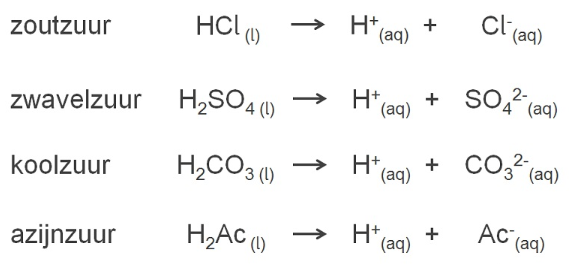 zoutzuur HCl (l) → H⁺(aq) + Cl⁻(aq)
zwavelzuur H₂SO₄ (l) → H⁺(aq) + SO₄²⁻(aq)
koolzuur H₂CO₃ (l) → H⁺(aq) + CO₃²⁻(aq)
azijnzuur H₂Ac (l) → H⁺(aq) + Ac⁻(aq)